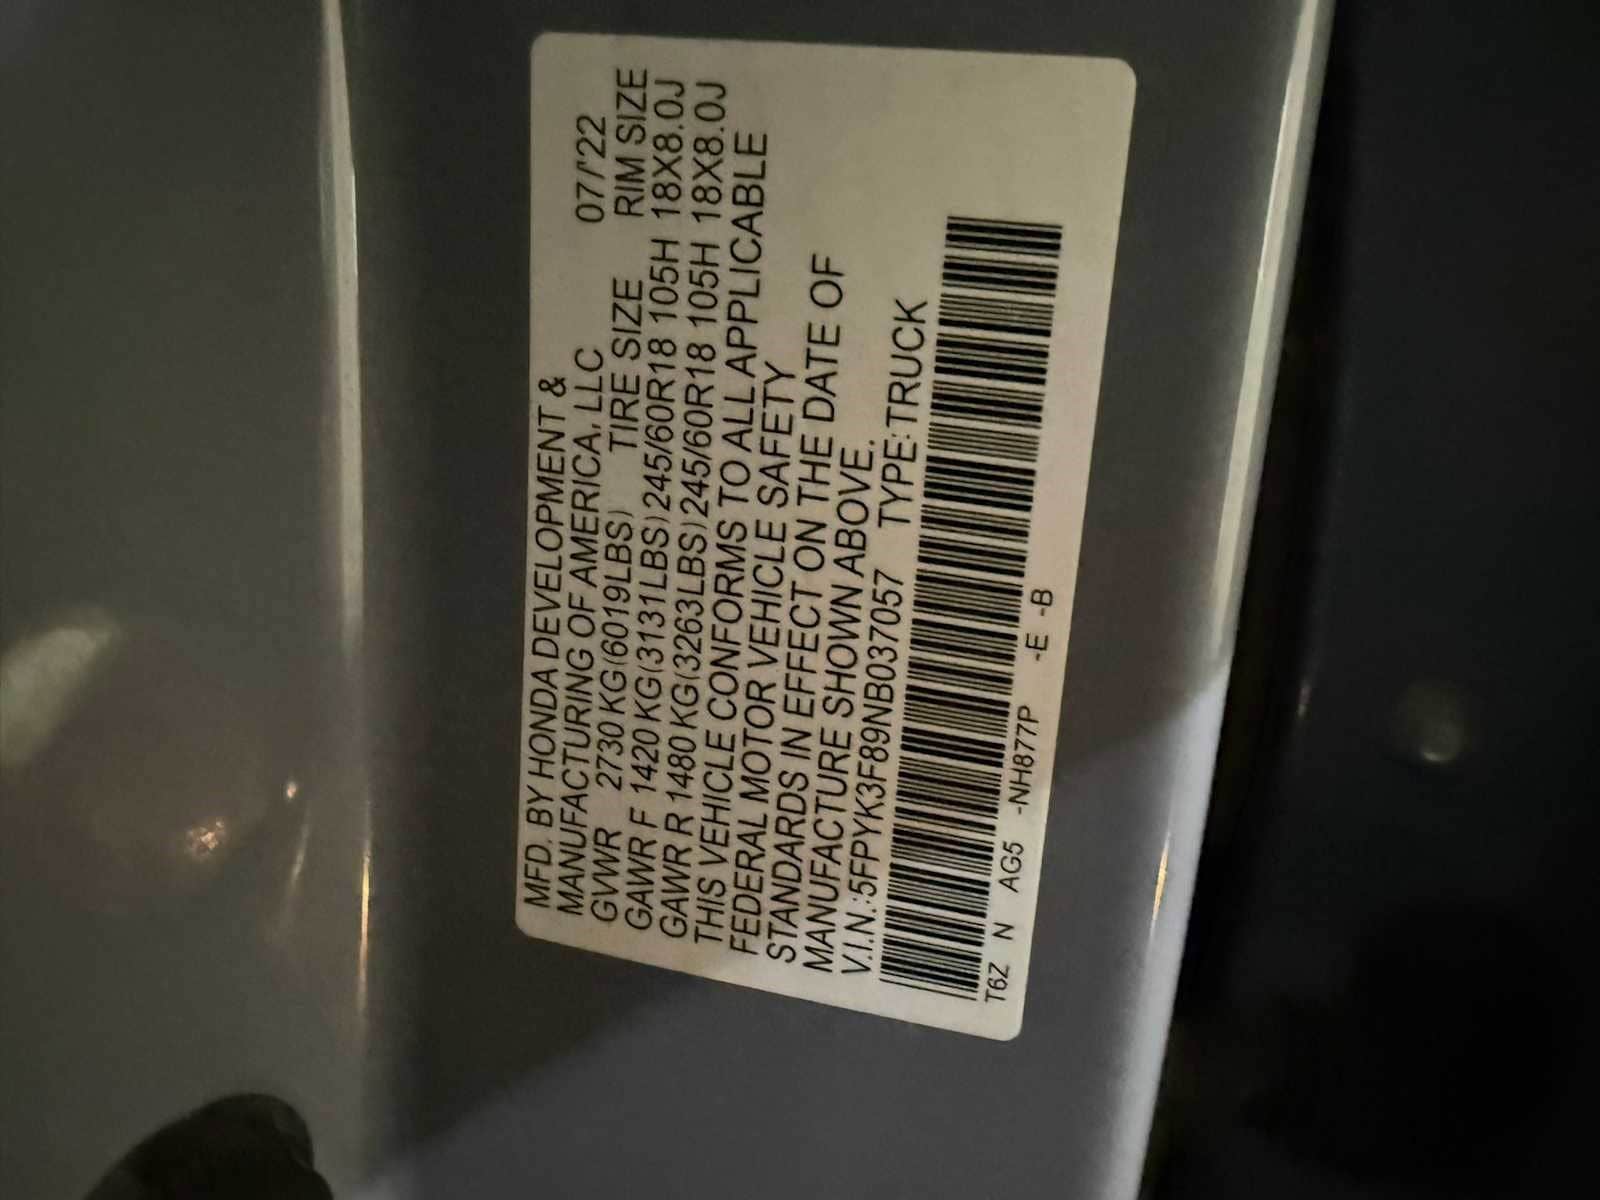 MFD. BY HONDA DEVELOPMENT &
MANUFACTURING OF AMERICA, LLC
GVWR 2730 KG(6019LBS) 07/'22
TIRE SIZE RIM SIZE
GAWR F 1420 KG(3131LBS) 245/60R18 105H 18X8.0J
GAWR R 1480 KG(3263LBS) 245/60R18 105H 18X8.0J
THIS VEHICLE CONFORMS TO ALL APPLICABLE
FEDERAL MOTOR VEHICLE SAFETY
STANDARDS IN EFFECT ON THE DATE OF
MANUFACTURE SHOWN ABOVE.
V.I.N.:5FPYK3F89NB037057 TYPE:TRUCK
T6Z N AG5 -NH877P -E -B